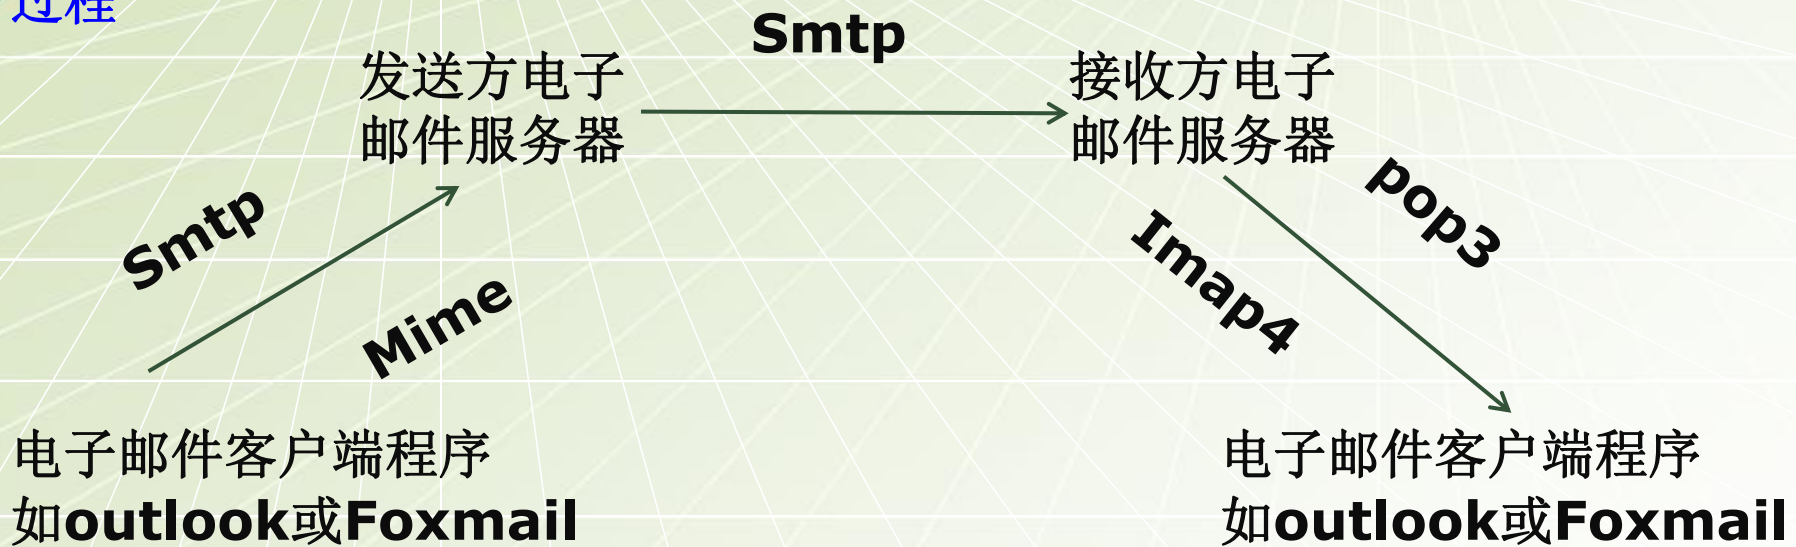 过程
Smtp
发送方电子
邮件服务器
接收方电子
邮件服务器
Smtp
Mime
pop3
Imap4
电子邮件客户端程序
如outlook或Foxmail
电子邮件客户端程序
如outlook或Foxmail